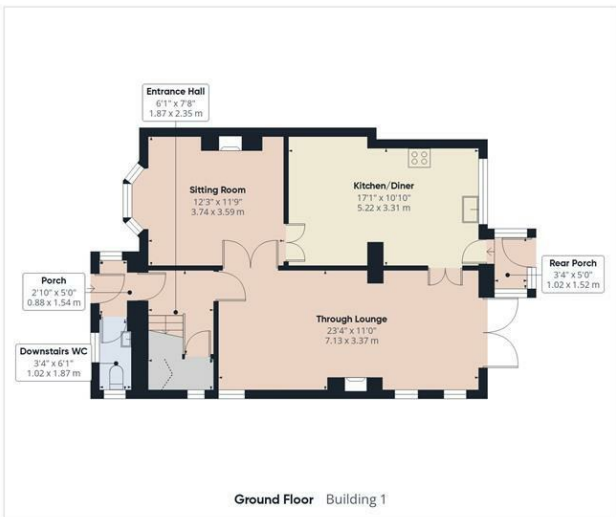 Entrance Hall
6'1" x 7'8"
1.87 x 2.35 m
Sitting Room
12'3" x 11'9"
3.74 x 3.59 m
Kitchen/Diner
17'1" x 10'10"
5.22 x 3.31 m
Porch
2'10" x 5'0"
0.88 x 1.54 m
Rear Porch
3'4" x 5'0"
1.02 x 1.52 m
Through Lounge
23'4" x 11'0"
7.13 x 3.37 m
Downstairs WC
3'4" x 6'1"
1.02 x 1.87 m
Ground Floor Building 1